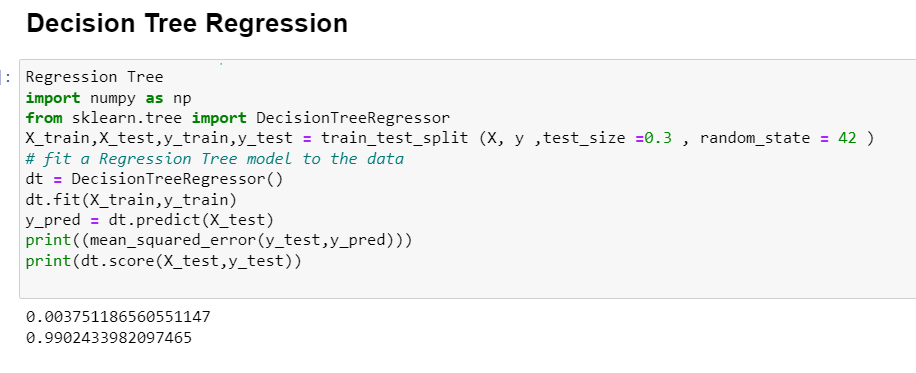 Decision Tree Regression
]:
Regression Tree
import numpy as np
from sklearn.tree import DecisionTreeRegressor
X_train,X_test,y_train,y_test = train_test_split (X, y ,test_size =0.3 , random_state = 42 )
# fit a Regression Tree model to the data
dt = DecisionTreeRegressor()
dt.fit(X_train,y_train)
y_pred = dt.predict(X_test)
print((mean_squared_error(y_test,y_pred)))
print(dt.score(X_test,y_test))
0.003751186560551147
0.9902433982097465